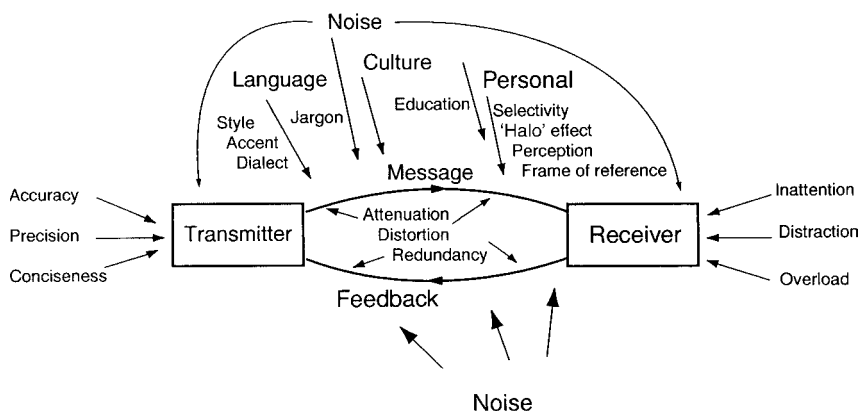 Noise
Culture
Language
Personal
Education
Selectivity
Jargon
'Halo' effect
Style
Accent
Perception
Dialect
Message
Frame of reference
Accuracy
Inattention
Attenuation
Precision
Transmitter
Distortion
Receiver
Distraction
Redundancy
Conciseness
Overload
Feedback
Noise